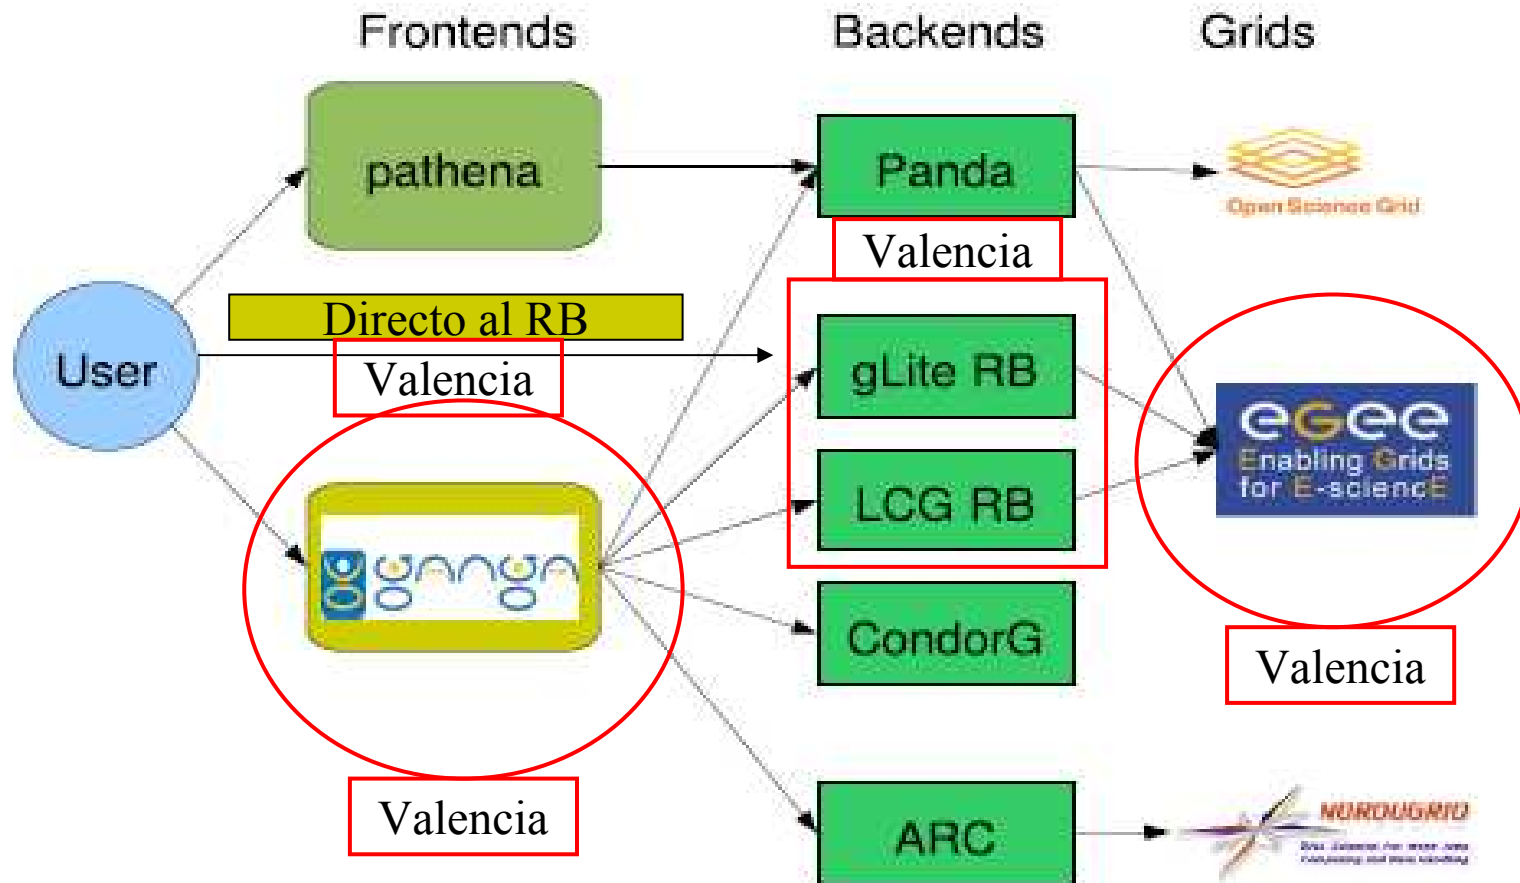 Frontends
Backends
Grids
pathena
Panda
Open Science Grid
Valencia
Directo al RB
User
Valencia
gLite RB
eGee
Enabling Grids
for E-sciencE
LCG RB
ganga
CondorG
Valencia
Valencia
ARC
NORDUGRID